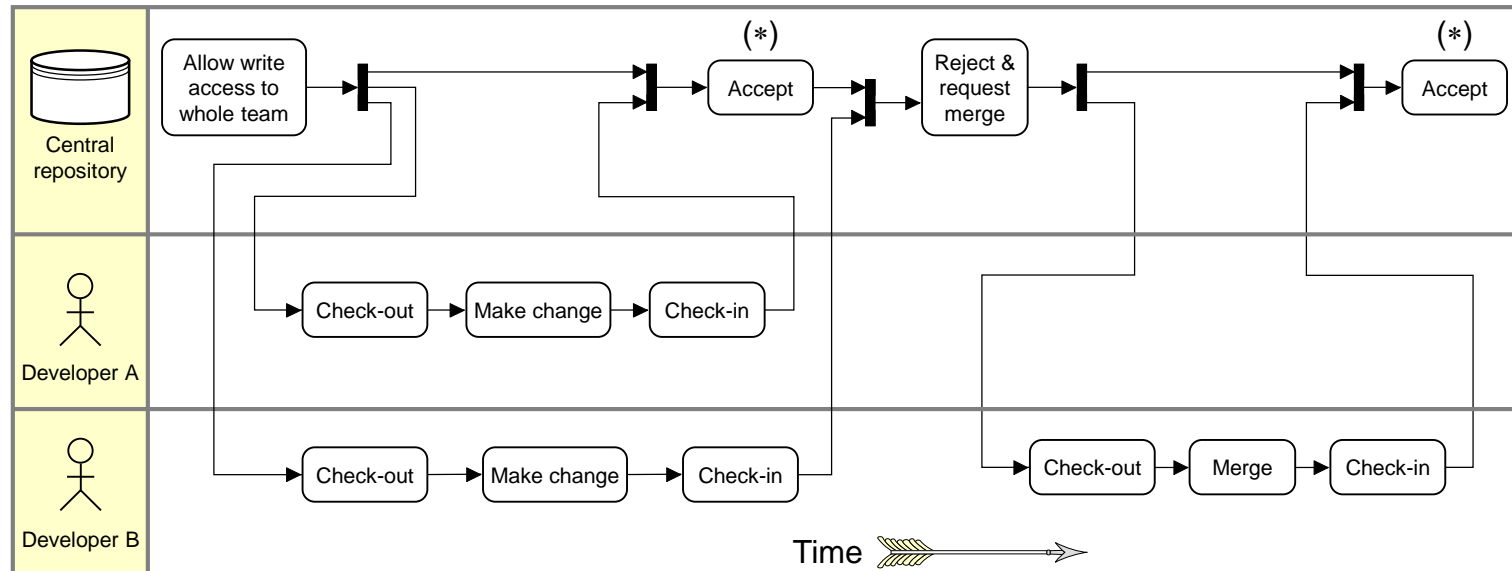 (*)
(*)
Allow write
access to
whole team
Accept
Reject &
request
merge
Accept
Central
repository
Check-out
Make change
Check-in
Developer A
Check-out
Make change
Check-in
Check-out
Merge
Check-in
Developer B
Time